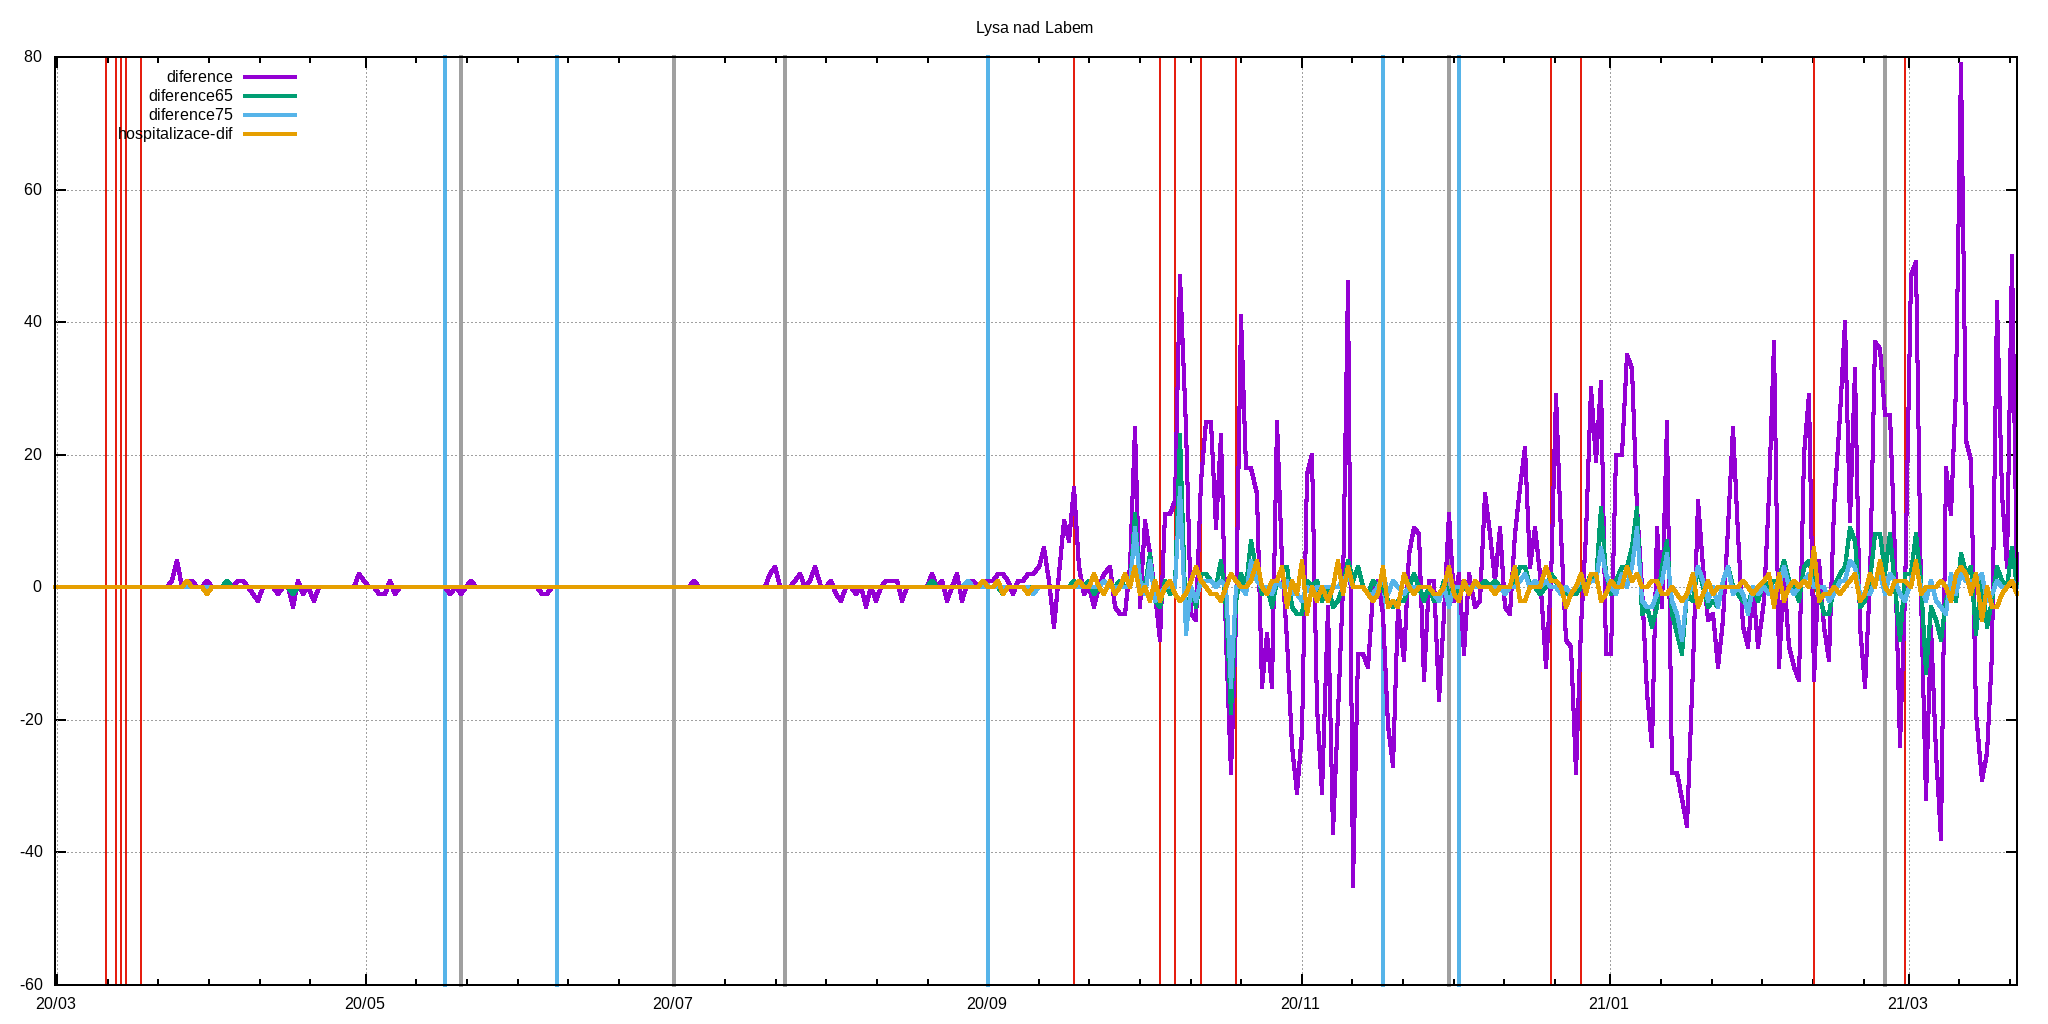 Lysa nad Labem
80
60
40
20
0
-20
-40
-60
diference
diference65
diference75
hospitalizace-dif
20/03 20/05 20/07 20/09 20/11 21/01 21/03